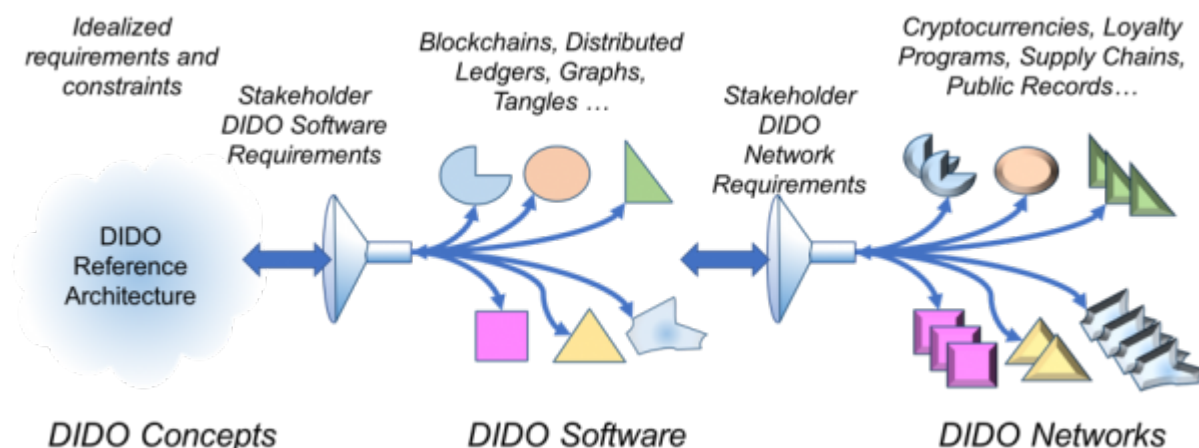 Idealized
requirements and
constraints
Stakeholder
DIDO Software
Requirements
Blockchains, Distributed
Ledgers, Graphs,
Tangles ...
Stakeholder
DIDO
Network
Requirements
Cryptocurrencies, Loyalty
Programs, Supply Chains,
Public Records...
DIDO
Reference
Architecture
DIDO Concepts
DIDO Software
DIDO Networks